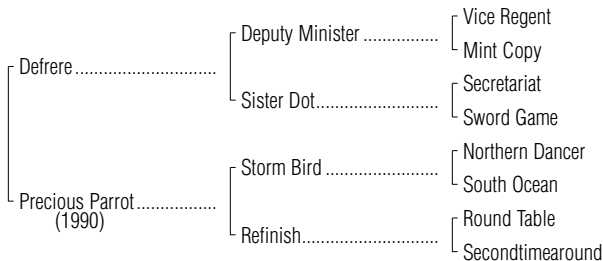 Vice Regent
Deputy Minister ................
Mint Copy
Defrere ..............................
Secretariat
Sister Dot..........................
Sword Game
Northern Dancer
Storm Bird ........................
South Ocean
Precious Parrot .................
(1990)
Round Table
Refinish.............................
Secondtimearound